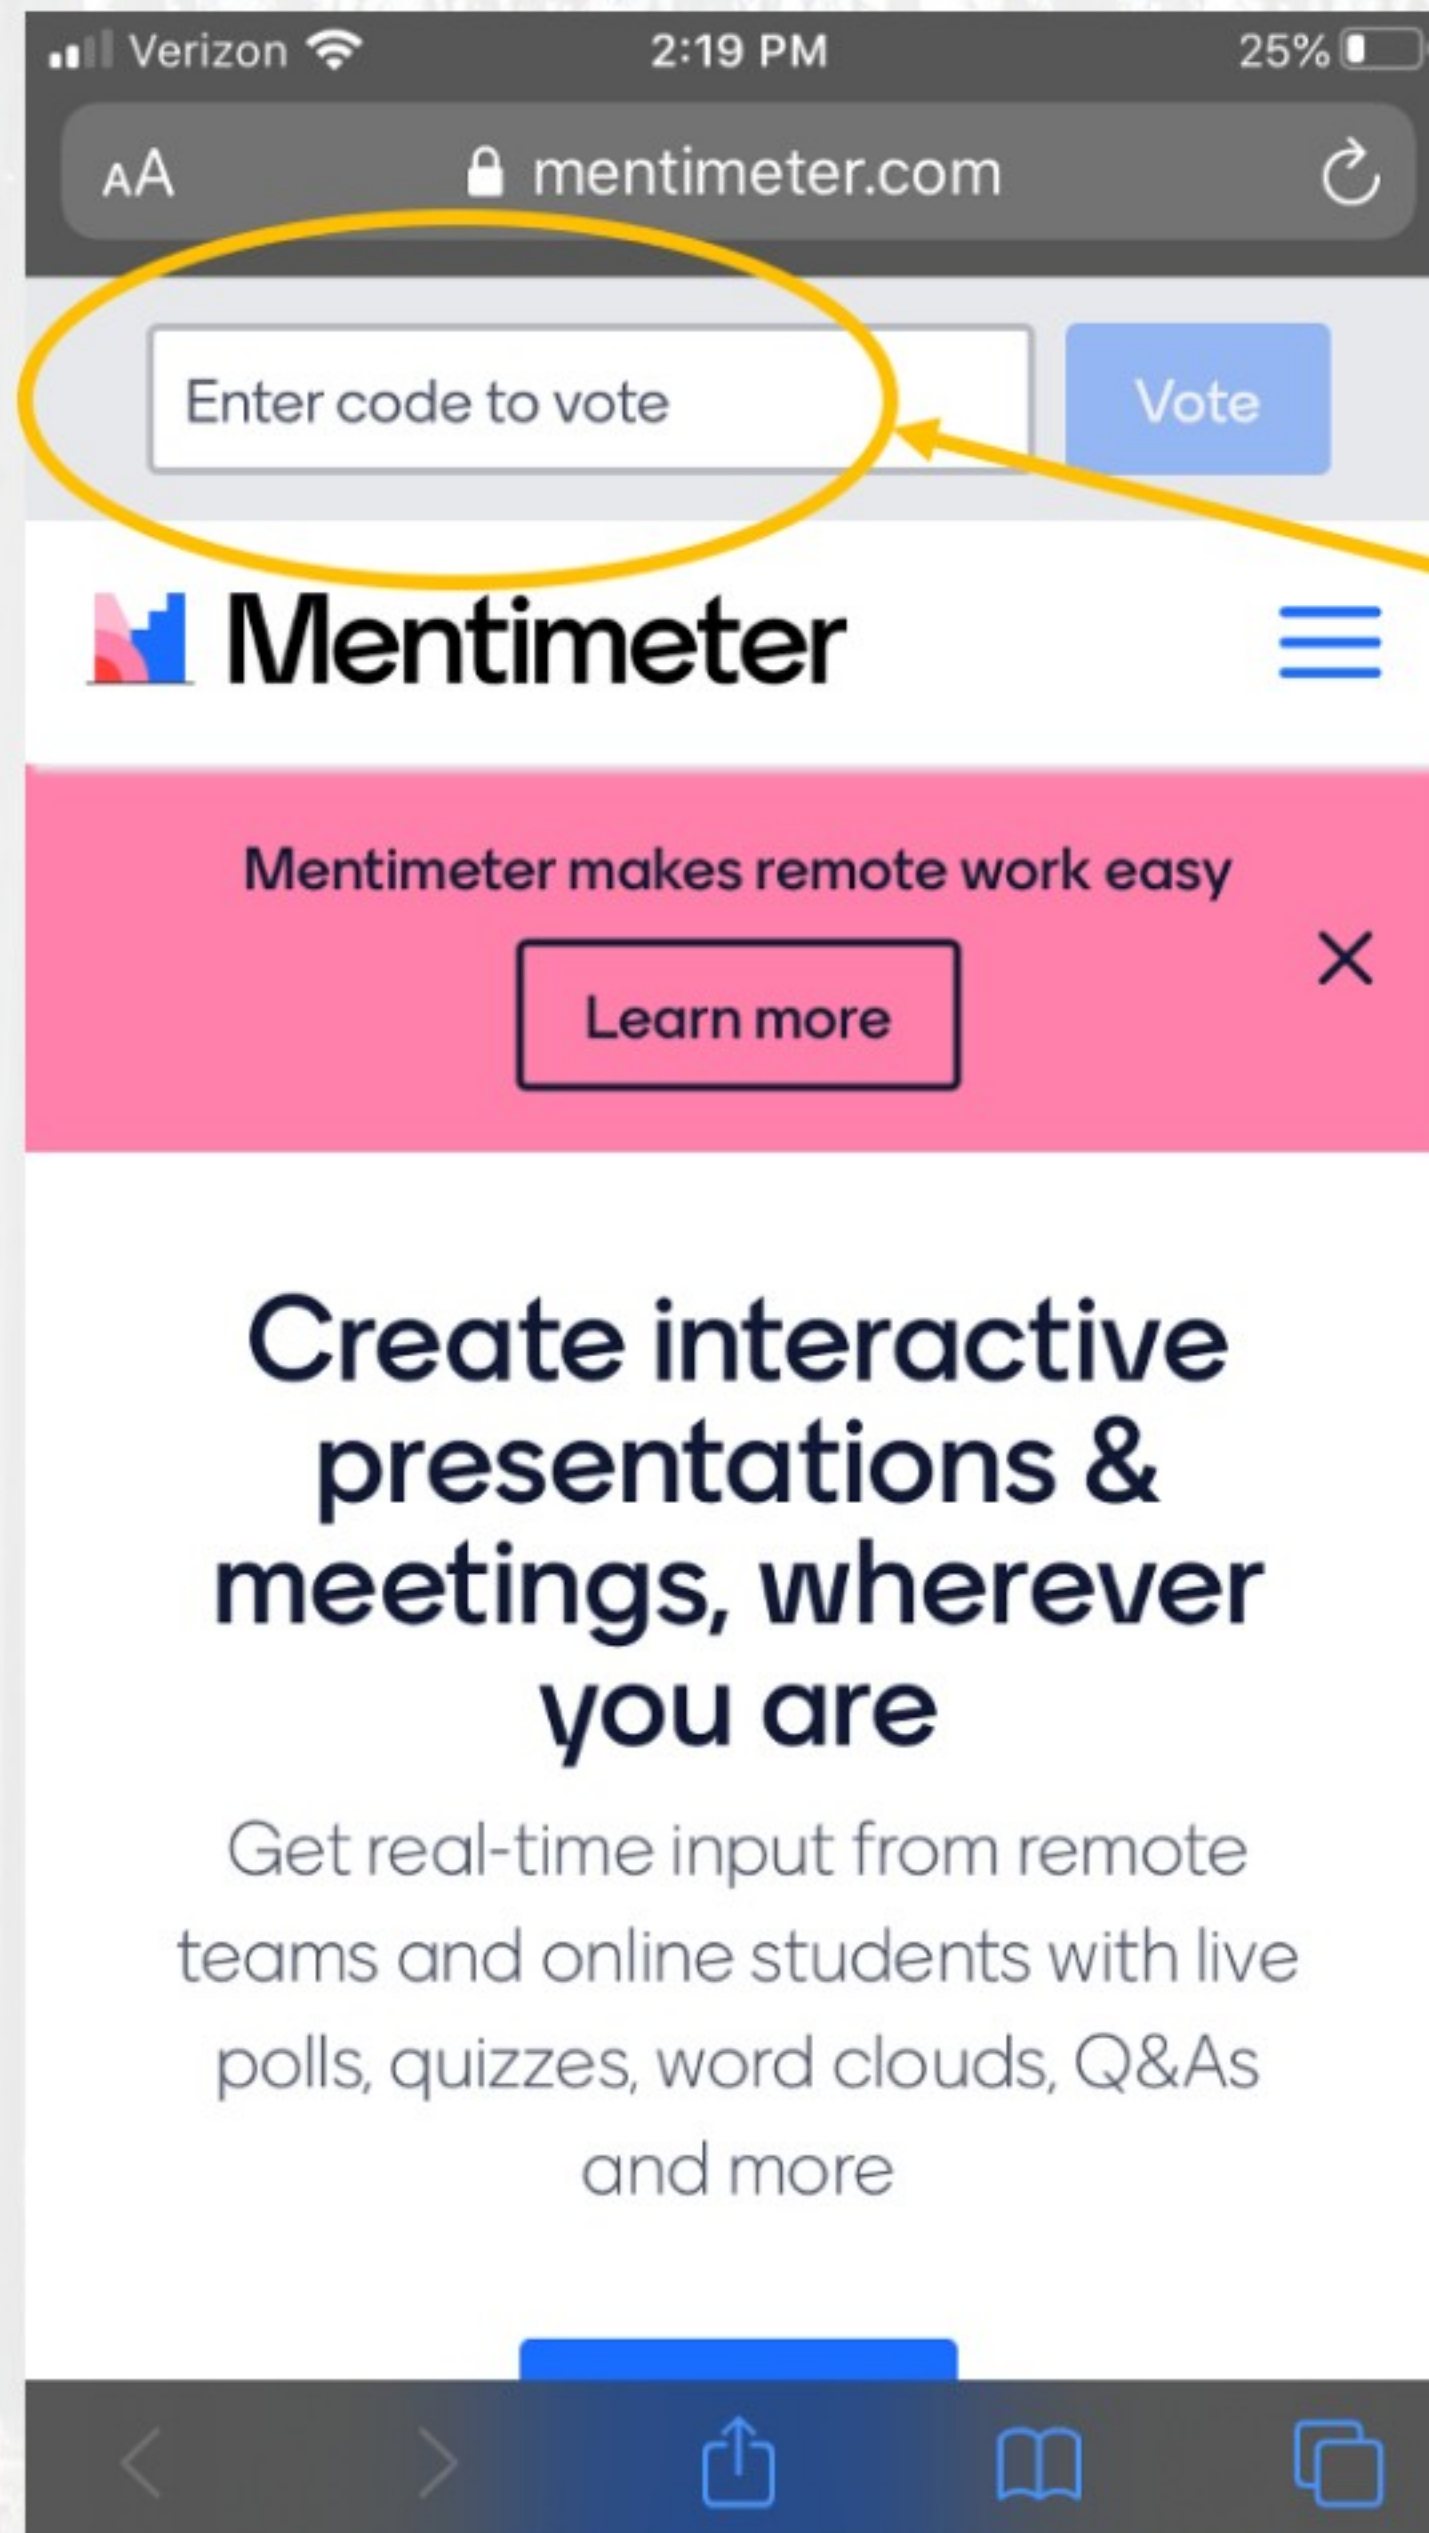 Verizon 2:19 PM 25%
AA mentimeter.com
Enter code to vote Vote
Mentimeter
Mentimeter makes remote work easy
Learn more
Create interactive
presentations &
meetings, wherever
you are
Get real-time input from remote
teams and online students with live
polls, quizzes, word clouds, Q&As
and more